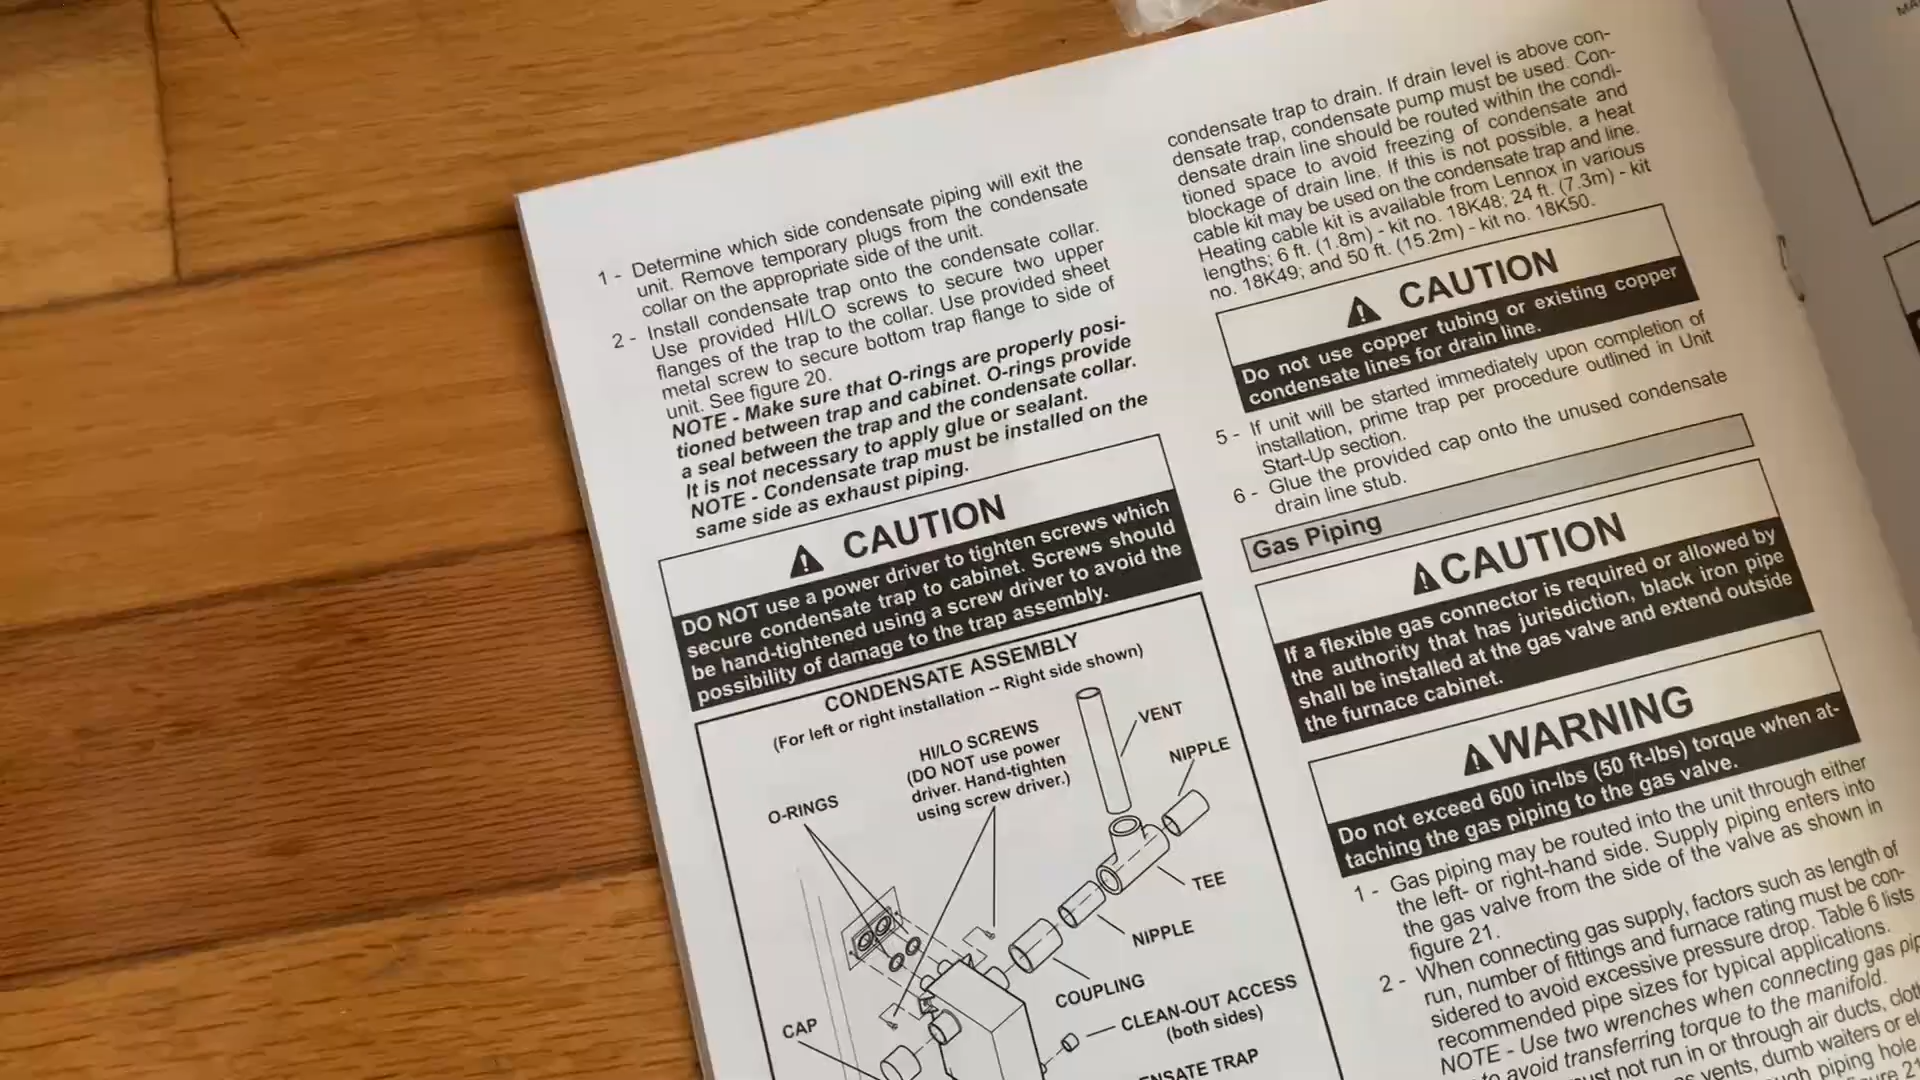 1 - Determine which side condensate piping will exit the
unit. Remove temporary plugs from the condensate
collar on the appropriate side of the unit.
2 - Install condensate trap onto the condensate collar.
Use provided HI/LO screws to secure two upper
flanges of the trap to the collar. Use provided sheet
metal screw to secure bottom trap flange to side of
unit. See figure 20.
NOTE - Make sure that O-rings are properly posi-
tioned between trap and cabinet. O-rings provide
a seal between the trap and the condensate collar.
It is not necessary to apply glue or sealant.
NOTE - Condensate trap must be installed on the
same side as exhaust piping.
CAUTION
DO NOT use a power driver to tighten screws which
secure condensate trap to cabinet. Screws should
be hand-tightened using a screw driver to avoid the
possibility of damage to the trap assembly.
CONDENSATE ASSEMBLY
(For left or right installation -- Right side shown)
HI/LO SCREWS
(DO NOT use power
driver. Hand-tighten
using screw driver.)
VENT
NIPPLE
O-RINGS
TEE
NIPPLE
COUPLING
CLEAN-OUT ACCESS
(both sides)
CAP
ENSATE TRAP
condensate trap to drain. If drain level is above con-
densate trap, condensate pump must be used. Con-
densate drain line should be routed within the condi-
tioned space to avoid freezing of condensate and
blockage of drain line. If this is not possible, a heat
cable kit may be used on the condensate trap and line.
Heating cable kit is available from Lennox in various
lengths; 6 ft. (1.8m) - kit no. 18K48; 24 ft. (7.3m) - kit
no. 18K49; and 50 ft. (15.2m) - kit no. 18K50.
CAUTION
Do not use copper tubing or existing copper
condensate lines for drain line.
5 - If unit will be started immediately upon completion of
installation, prime trap per procedure outlined in Unit
Start-Up section.
6 - Glue the provided cap onto the unused condensate
drain line stub.
Gas Piping
CAUTION
If a flexible gas connector is required or allowed by
the authority that has jurisdiction, black iron pipe
shall be installed at the gas valve and extend outside
the furnace cabinet.
WARNING
Do not exceed 600 in-lbs (50 ft-lbs) torque when at-
taching the gas piping to the gas valve.
1 - Gas piping may be routed into the unit through either
the left- or right-hand side. Supply piping enters into
the gas valve from the side of the valve as shown in
figure 21.
2 - When connecting gas supply, factors such as length of
run, number of fittings and furnace rating must be con-
sidered to avoid excessive pressure drop. Table 6 lists
recommended pipe sizes for typical applications.
NOTE - Use two wrenches when connecting gas pip
to avoid transferring torque to the manifold.
not run in or through air ducts, clot
vents, dumb waiters or el
piping hole